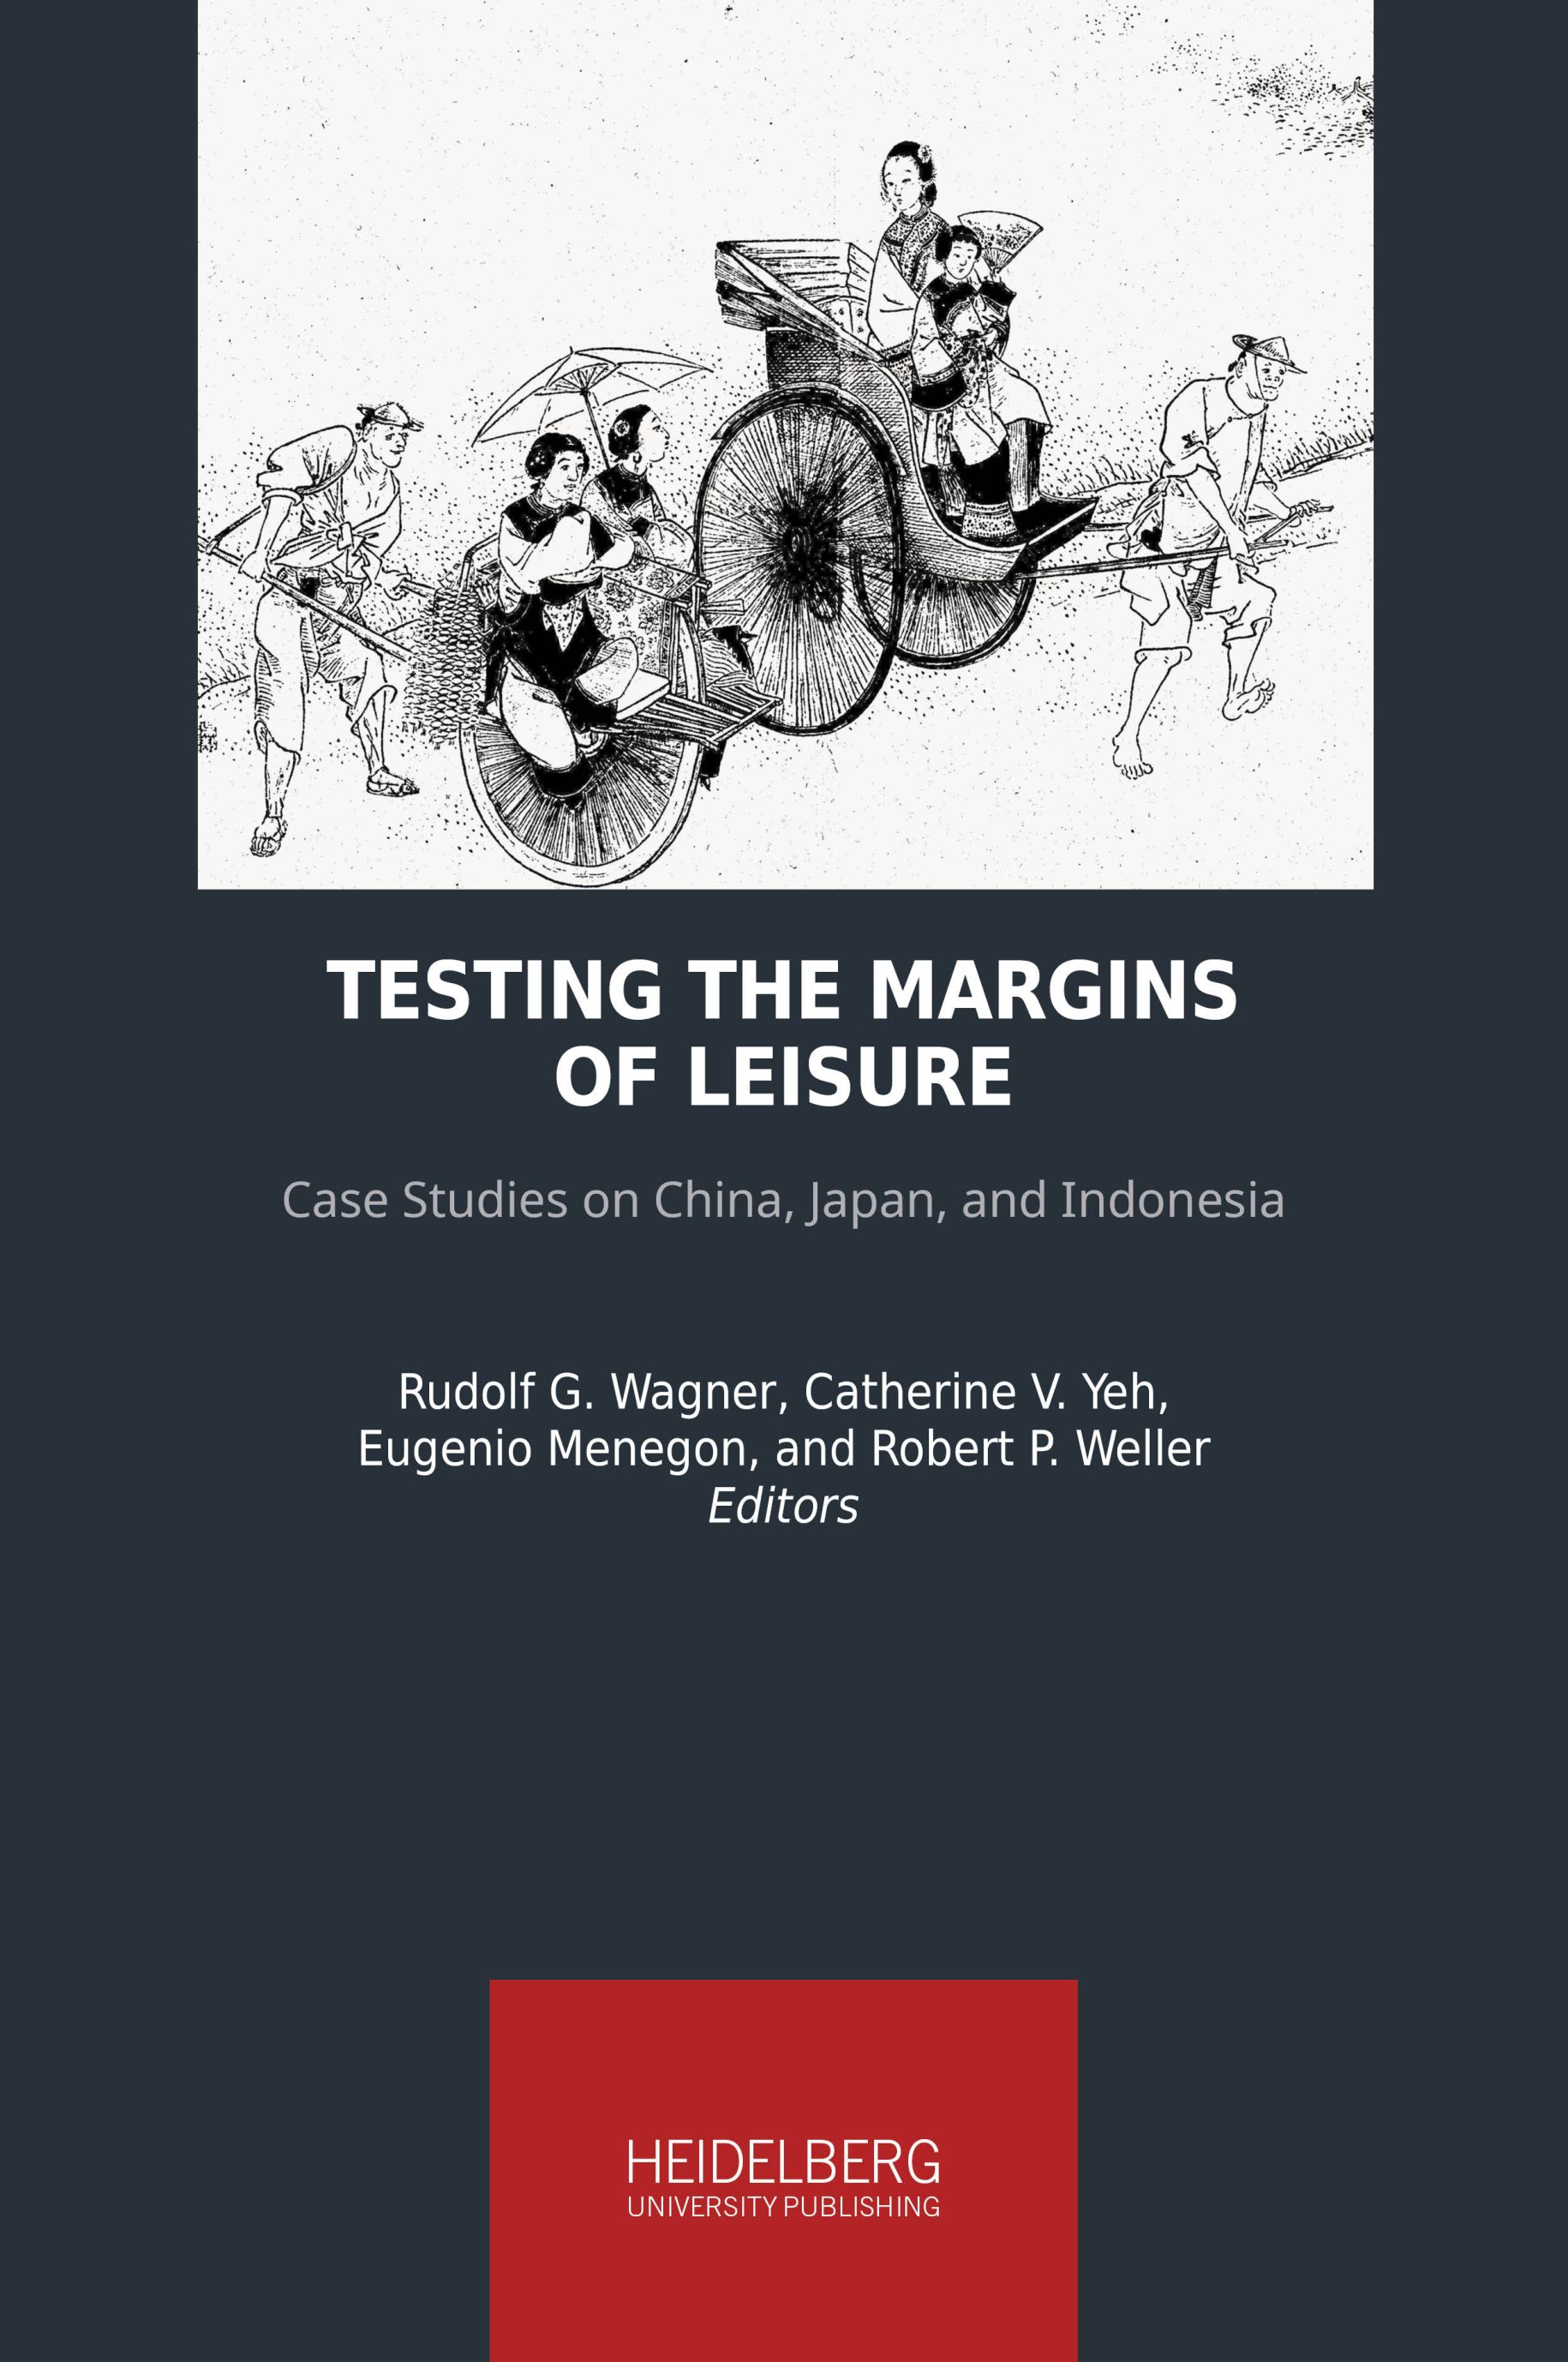 TESTING THE MARGINS
OF LEISURE
Case Studies on China, Japan, and Indonesia
Rudolf G. Wagner, Catherine V. Yeh,
Eugenio Menegon, and Robert P. Weller
Editors
HEIDELBERG
UNIVERSITY PUBLISHING